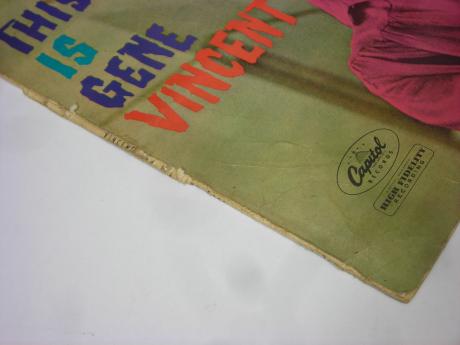 THIS
IS
GENE
VINCENT
Capitol
RECORDS
HIGH FIDELITY
RECORDING